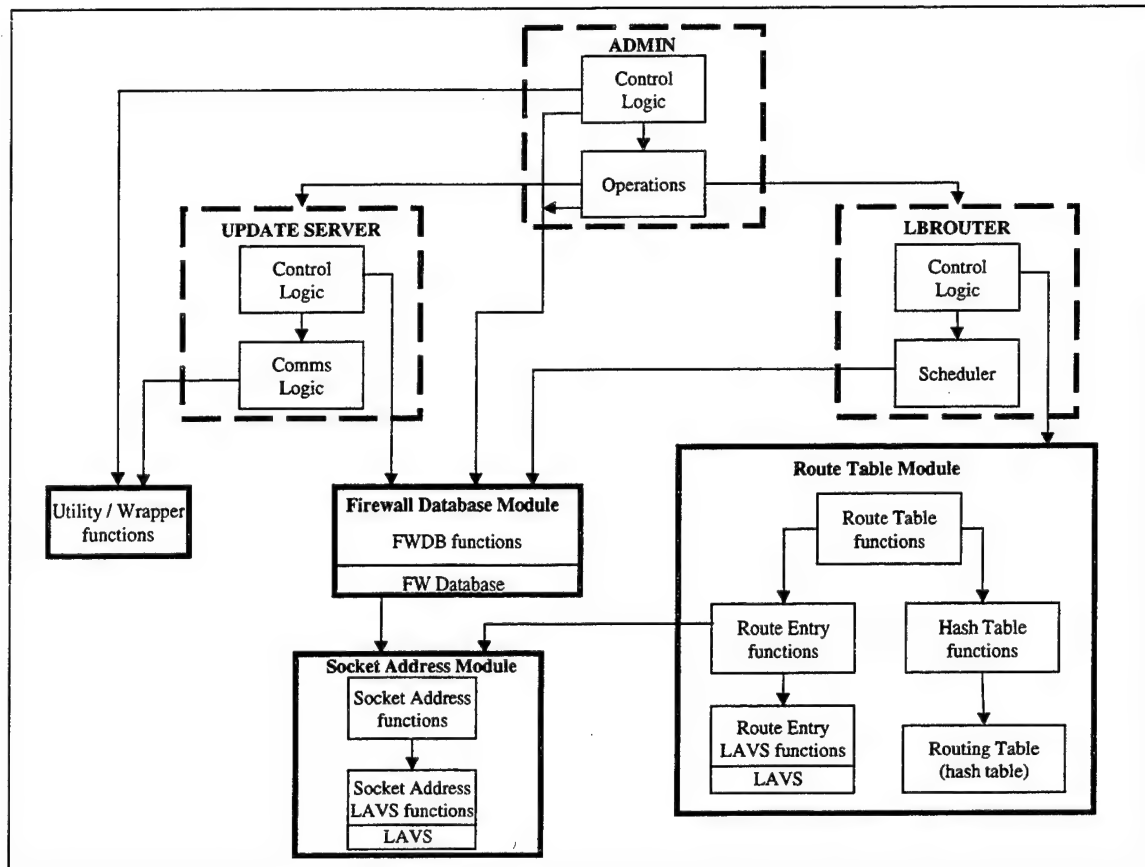 ADMIN
Control
Logic
Operations
UPDATE SERVER
Control
Logic
Comms
Logic
LBROUTER
Control
Logic
Scheduler
Utility / Wrapper
functions
Firewall Database Module
FWDB functions
FW Database
Route Table Module
Route Table
functions
Route Entry
functions
Hash Table
functions
Route Entry
LAVS functions
LAVS
Routing Table
(hash table)
Socket Address Module
Socket Address
functions
Socket Address
LAVS functions
LAVS